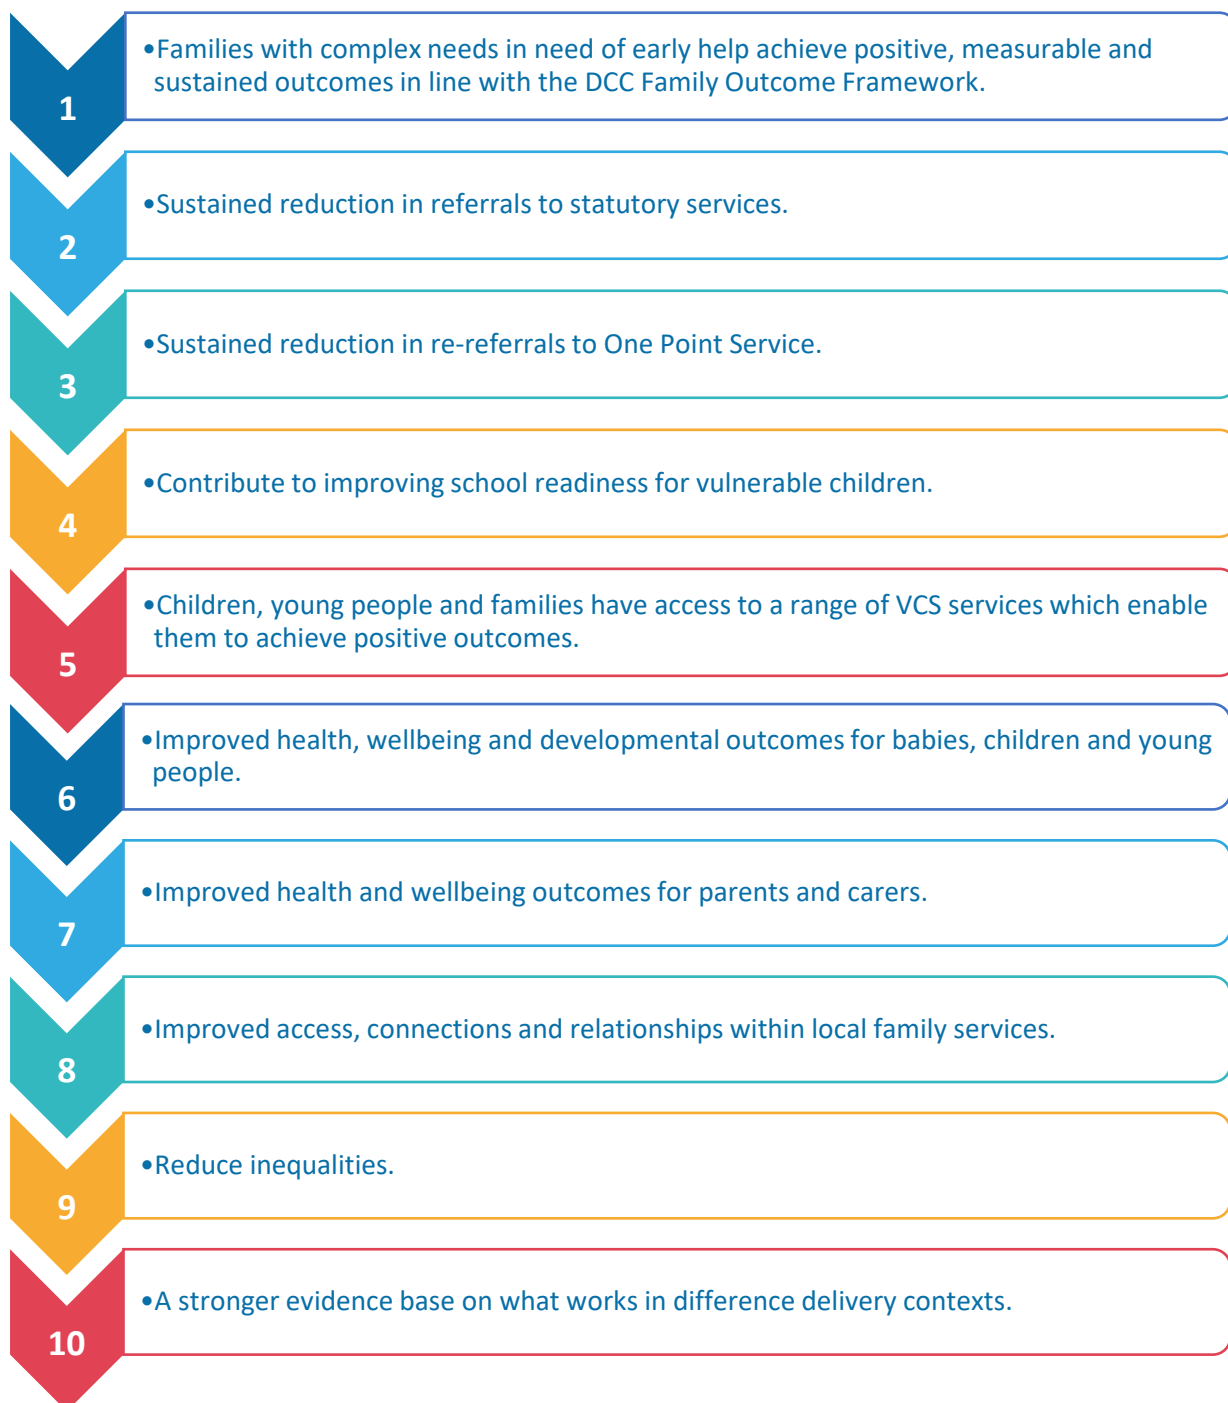 1
•Families with complex needs in need of early help achieve positive, measurable and
sustained outcomes in line with the DCC Family Outcome Framework.
2
•Sustained reduction in referrals to statutory services.
3
•Sustained reduction in re-referrals to One Point Service.
4
•Contribute to improving school readiness for vulnerable children.
5
•Children, young people and families have access to a range of VCS services which enable
them to achieve positive outcomes.
6
•Improved health, wellbeing and developmental outcomes for babies, children and young
people.
7
•Improved health and wellbeing outcomes for parents and carers.
8
•Improved access, connections and relationships within local family services.
9
•Reduce inequalities.
10
•A stronger evidence base on what works in difference delivery contexts.